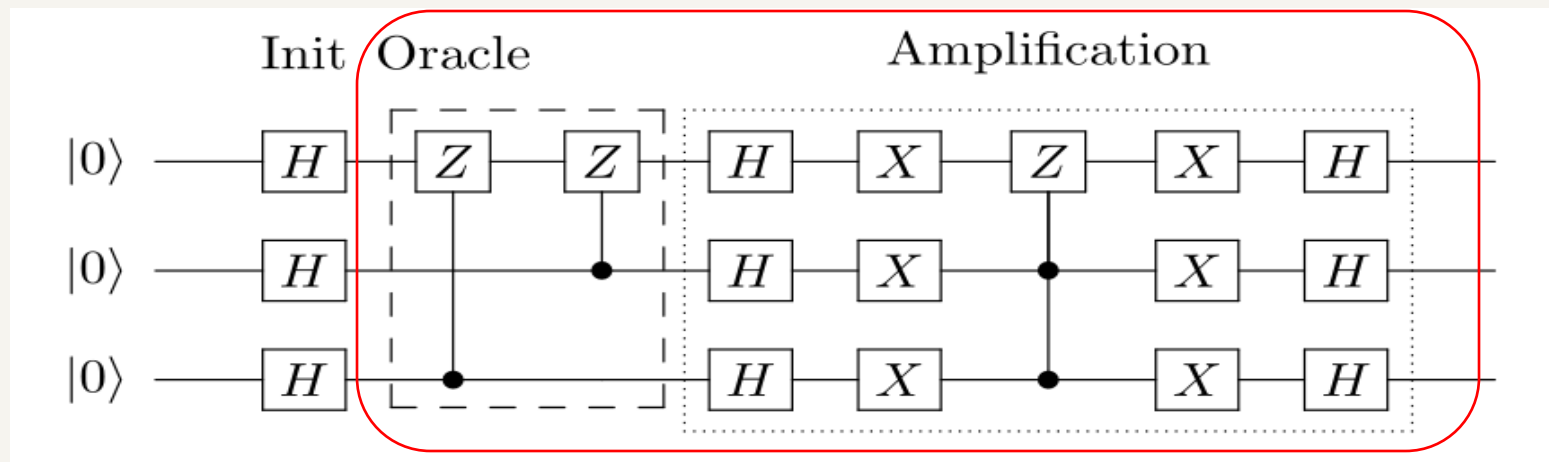 Init Oracle Amplification
|0⟩ H Z Z H X Z X H
|0⟩ H H X X H
|0⟩ H H X X H